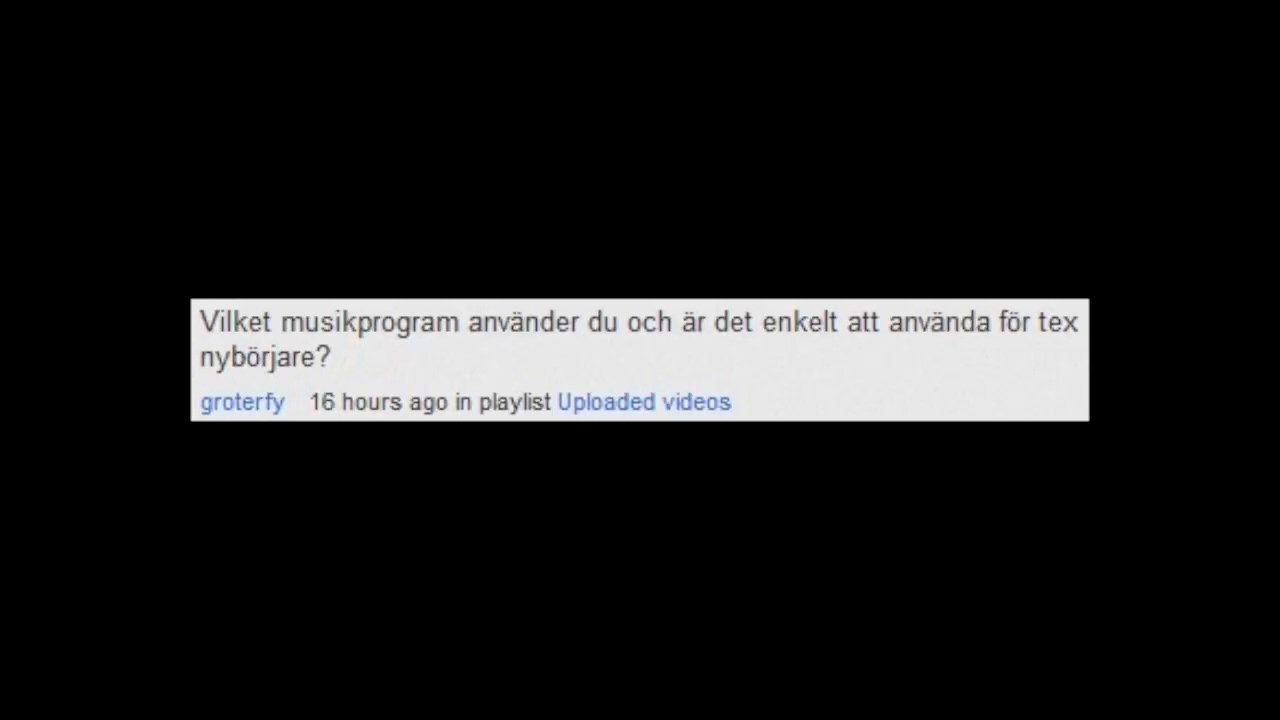 Vilket musikprogram använder du och är det enkelt att använda för tex
nybörjare?
groterfy 16 hours ago in playlist Uploaded videos